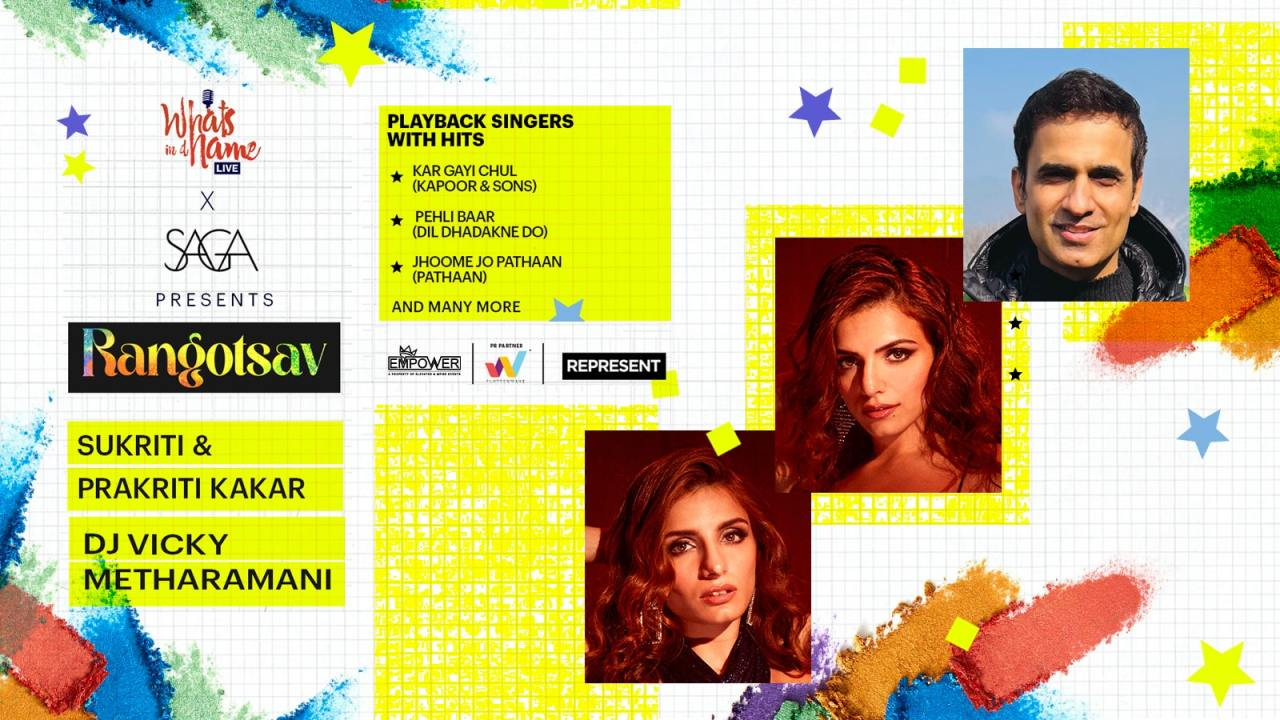 Whats
in d Name
LIVE
X
SAGA
PRESENTS
Rangotsav
SUKRITI &
PRAKRITI KAKAR
DJ VICKY
METHARAMANI
PLAYBACK SINGERS
WITH HITS
KAR GAYI CHUL
(KAPOOR & SONS)
PEHLI BAAR
(DIL DHADAKNE DO)
JHOOME JO PATHAAN
(PATHAAN)
AND MANY MORE
EMPOWER
PR PARTNER
REPRESENT